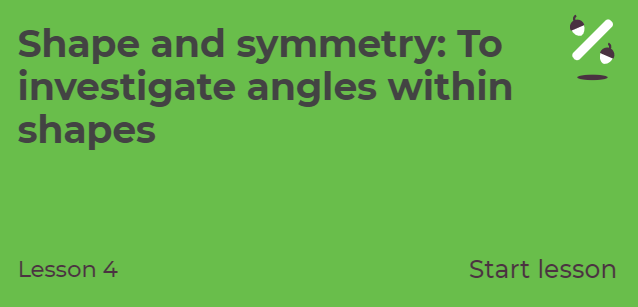 Shape and symmetry: To
investigate angles within
shapes
Lesson 4
Start lesson